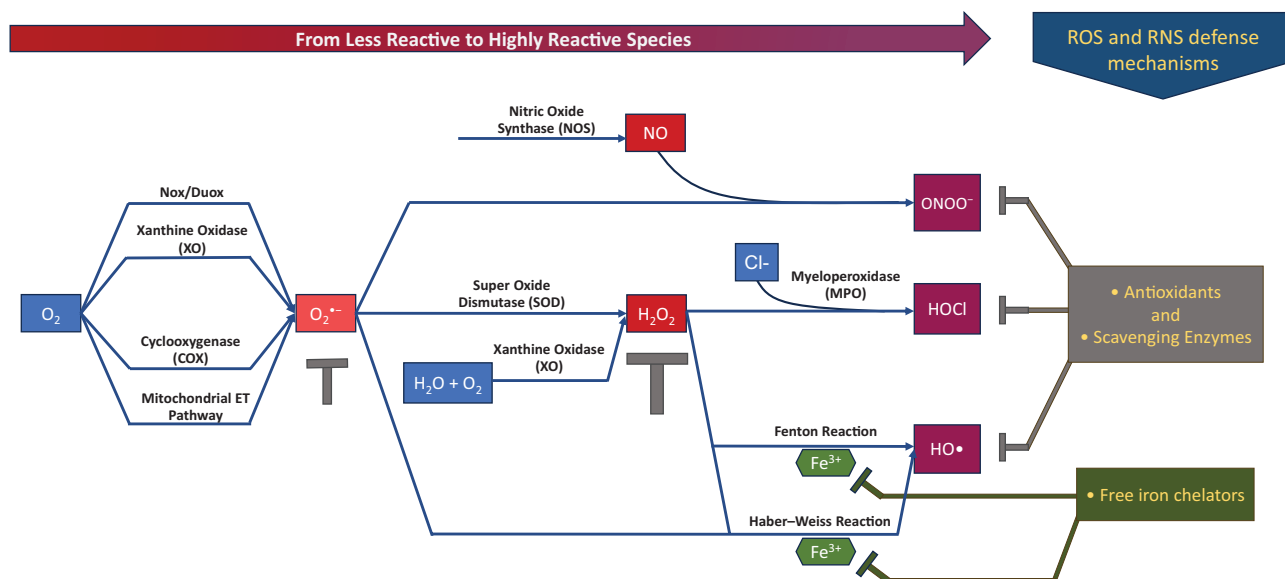 From Less Reactive to Highly Reactive Species
ROS and RNS defense
mechanisms
Nitric Oxide
Synthase (NOS)
NO
Nox/Duox
ONOO⁻
Xanthine Oxidase
(XO)
Cl-
Myeloperoxidase
(MPO)
Super Oxide
Dismutase (SOD)
• Antioxidants
and
• Scavenging Enzymes
O₂
O₂•⁻
H₂O₂
HOCl
Cyclooxygenase
(COX)
Xanthine Oxidase
(XO)
H₂O + O₂
Mitochondrial ET
Pathway
Fenton Reaction
HO•
Fe³⁺
• Free iron chelators
Haber–Weiss Reaction
Fe³⁺